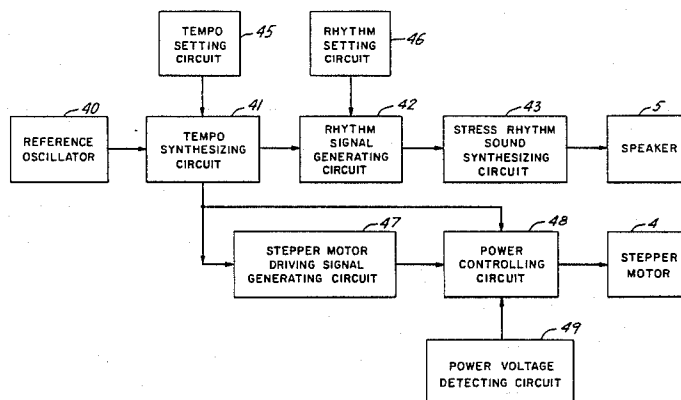 TEMPO
SETTING
CIRCUIT
45
RHYTHM
SETTING
CIRCUIT
46
40
REFERENCE
OSCILLATOR
41
TEMPO
SYNTHESIZING
CIRCUIT
42
RHYTHM
SIGNAL
GENERATING
CIRCUIT
43
STRESS RHYTHM
SOUND
SYNTHESIZING
CIRCUIT
5
SPEAKER
47
STEPPER MOTOR
DRIVING SIGNAL
GENERATING CIRCUIT
48
POWER
CONTROLLING
CIRCUIT
4
STEPPER
MOTOR
49
POWER VOLTAGE
DETECTING CIRCUIT